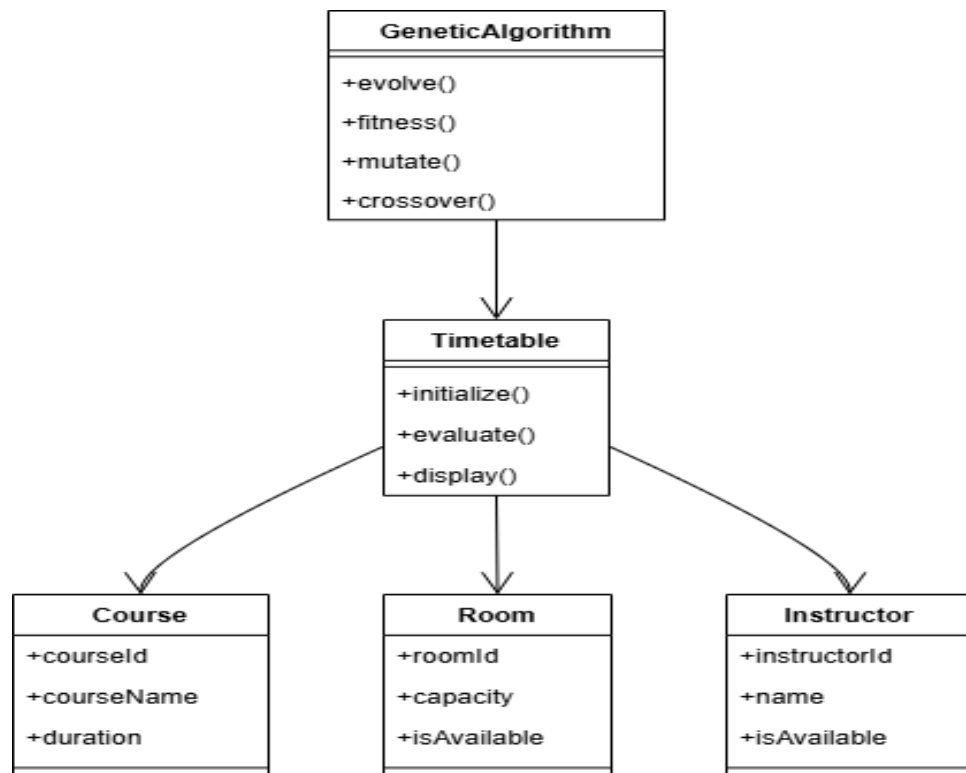 GeneticAlgorithm
+evolve()
+fitness()
+mutate()
+crossover()
Timetable
+initialize()
+evaluate()
+display()
Course
+courseId
+courseName
+duration
Room
+roomId
+capacity
+isAvailable
Instructor
+instructorId
+name
+isAvailable